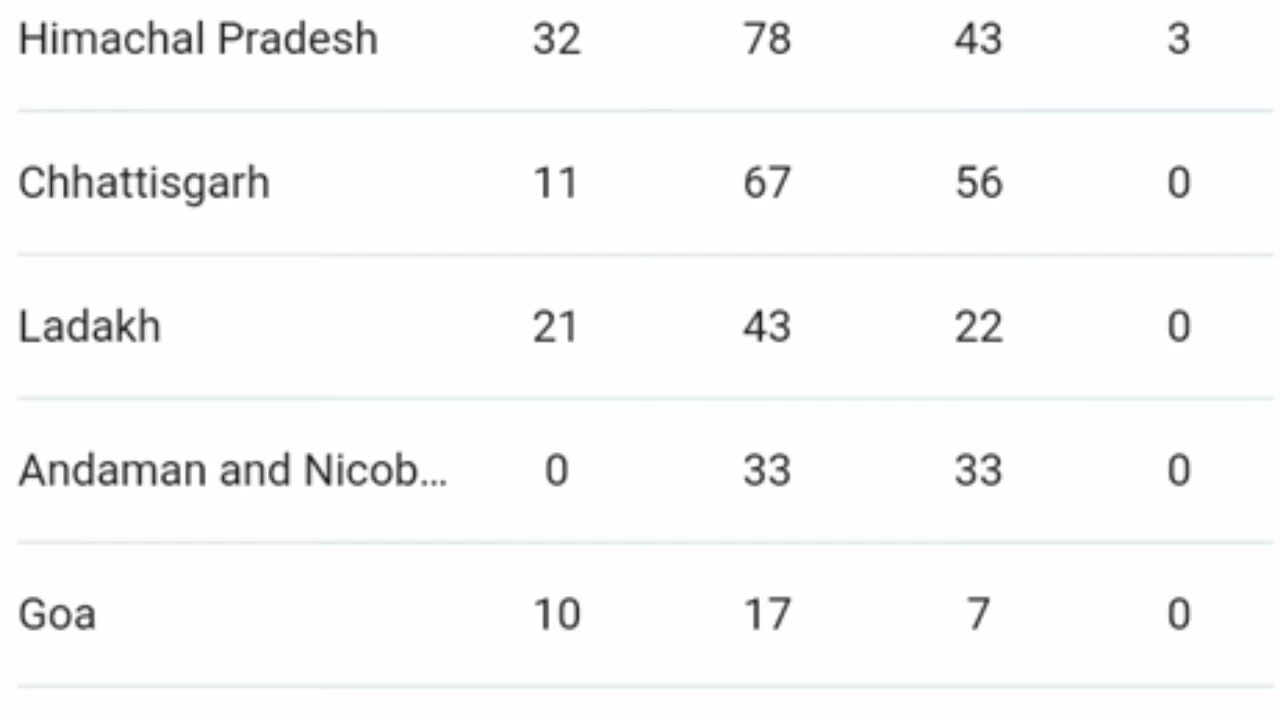 Himachal Pradesh 32 78 43 3
Chhattisgarh 11 67 56 0
Ladakh 21 43 22 0
Andaman and Nicob... 0 33 33 0
Goa 10 17 7 0